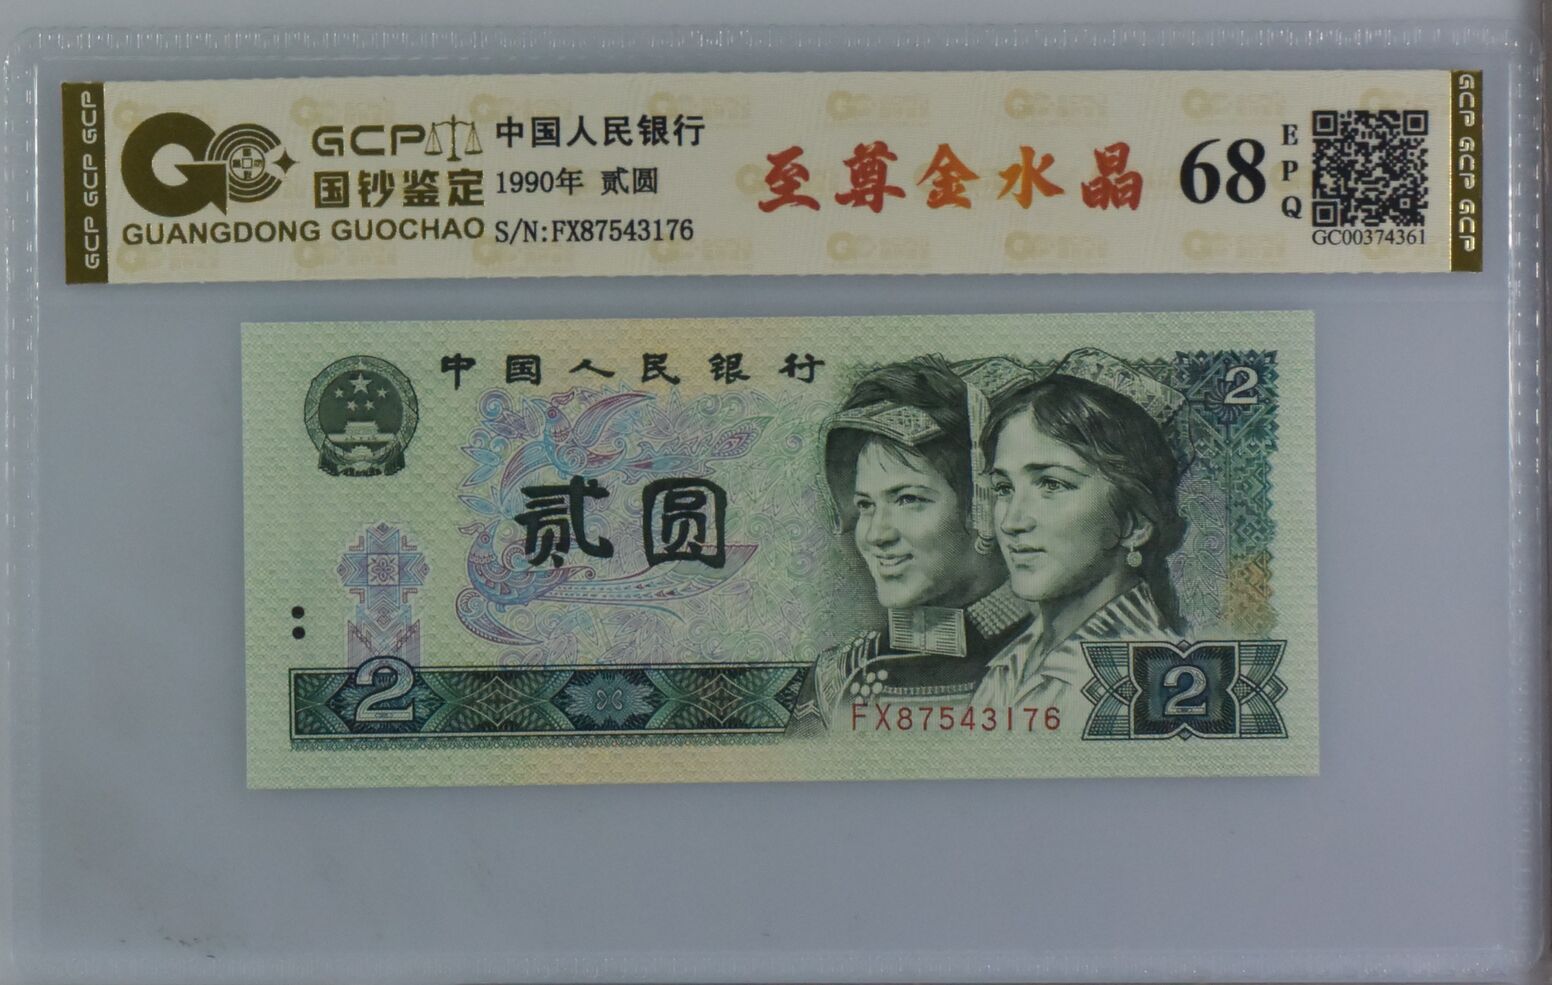 GCP GCP GCP
GCP
国钞鉴定
GUANGDONG GUOCHAO
中国人民银行
1990年 贰圆
S/N:FX87543176
至尊金水晶
68
EPQ
GC00374361
GCP GCP GCP
中国人民银行
2
贰圆
2
FX87543176
2